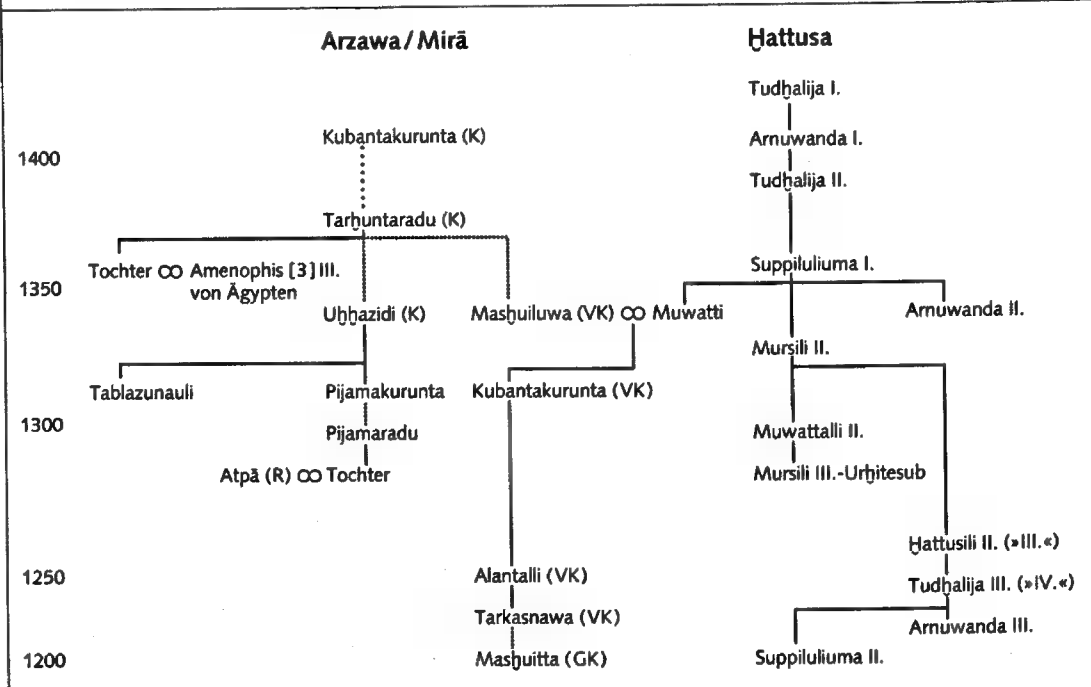 Arzawa/Mirā
Ḫattusa
Tudḫalija I.
Kubantakurunta (K)
Arnuwanda I.
1400
Tudḫalija II.
Tarḫuntaradu (K)
Suppiluliuma I.
Tochter ∞ Amenophis [3] III.
von Ägypten
1350
Uḫḫazidi (K)
Masḫuiluwa (VK) ∞ Muwatti
Arnuwanda II.
Mursili II.
Tablazunauli
Pijamakurunta
Kubantakurunta (VK)
1300
Pijamaradu
Muwattalli II.
Atpā (R) ∞ Tochter
Mursili III.-Urḫitesub
Ḫattusili II. (»III.«)
1250
Alantalli (VK)
Tudḫalija III. (»IV.«)
Tarkasnawa (VK)
Arnuwanda III.
1200
Masḫuitta (GK)
Suppiluliuma II.